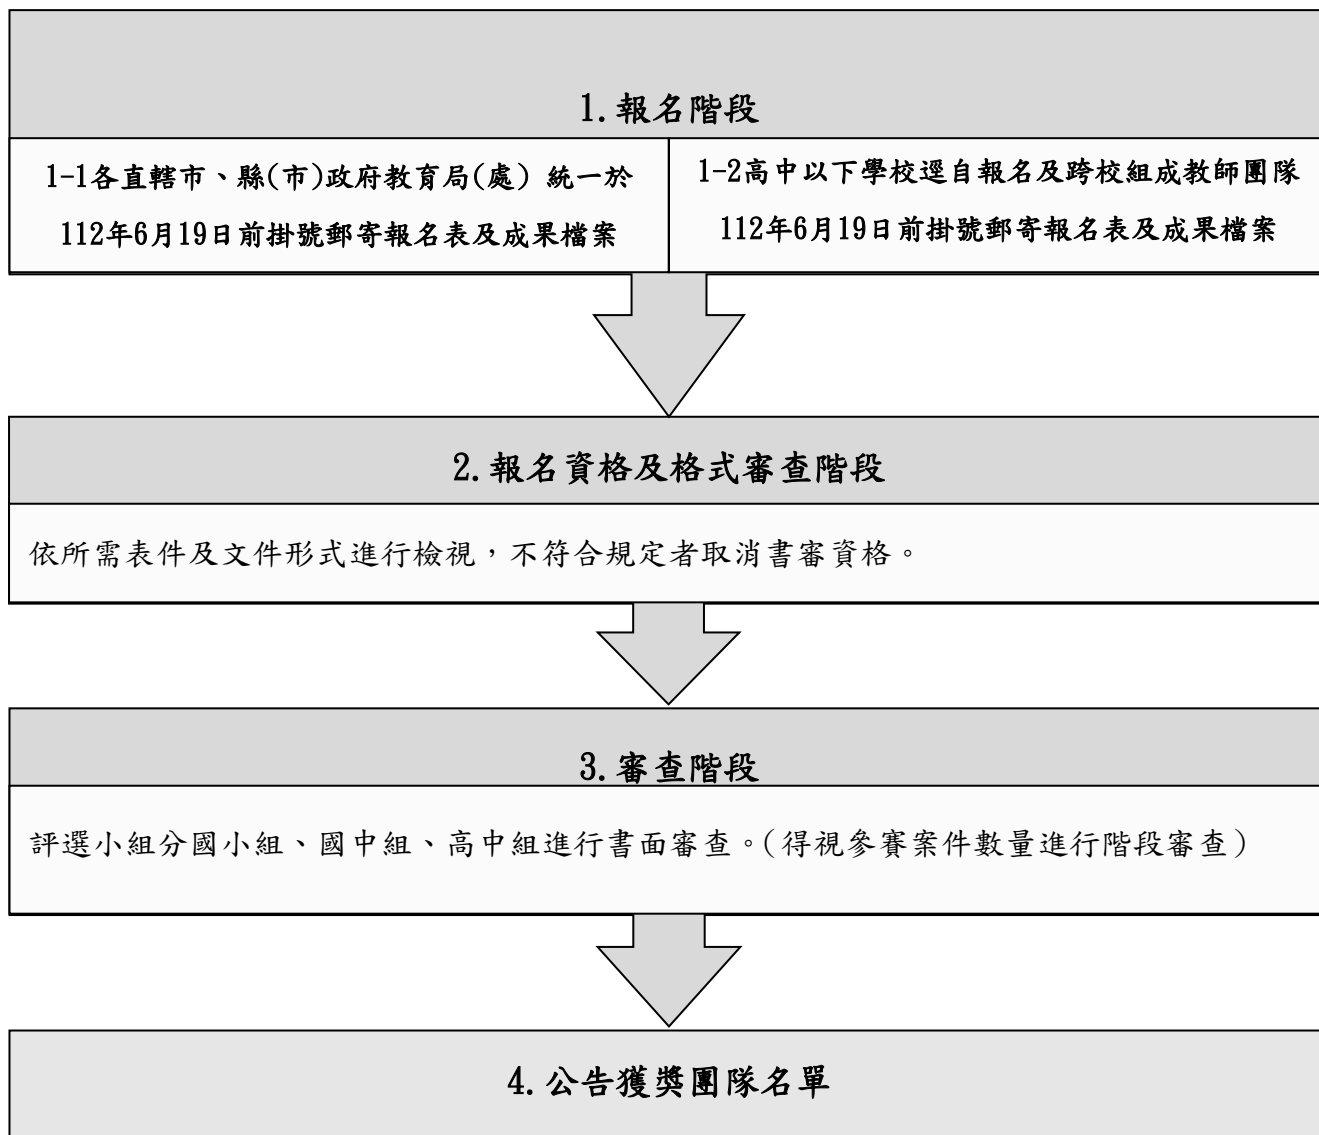 1.報名階段
1-1各直轄市、縣(市)政府教育局(處) 統一於
112年6月19日前掛號郵寄報名表及成果檔案
1-2高中以下學校逕自報名及跨校組成教師團隊
112年6月19日前掛號郵寄報名表及成果檔案
2.報名資格及格式審查階段
依所需表件及文件形式進行檢視，不符合規定者取消書審資格。
3.審查階段
評選小組分國小組、國中組、高中組進行書面審查。(得視參賽案件數量進行階段審查)
4.公告獲獎團隊名單